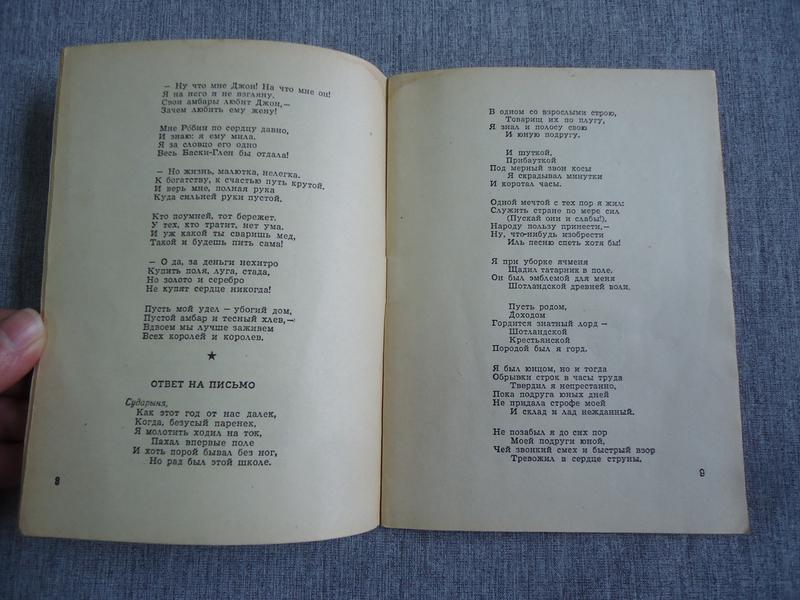 — Ну что мне Джон! На что мне он!
Я на него я не взгляну.
Свои амбары любит Джон,—
Зачем любить ему жену!
Мне Робин по сердцу давно,
И знаю: я ему мила.
Я за словцо его одно
Весь Баски-Глен бы отдала!
— Но жизнь, малютка, нелегка.
К богатству, к счастью путь крутой.
И верь мне, полная рука
Куда сильней руки пустой.
Кто поумней, тот бережет.
У тех, кто тратит, нет ума.
И уж какой ты сваришь мед,
Такой и будешь пить сама!
— О да, за деньги нехитро
Купить поля, луга, стада,
Но золото и серебро
Не купят сердце никогда!
Пусть мой удел — убогий дом,
Пустой амбар и тесный хлев,—
Вдвоем мы лучше заживем
Всех королей и королев.
★
ОТВЕТ НА ПИСЬМО
Сударыня,
Как этот год от нас далек,
Когда, безусый паренек,
Я молотить ходил на ток,
Пахал впервые поле
И хоть порой бывал без ног,
Но рад был этой школе.
8
В одном со взрослыми строю,
Товарищ их по плугу,
Я знал и полосу свою
И юную подругу.
И шуткой,
Прибауткой
Под мерный звон косы
Я скрадывал минутки
И коротал часы.
Одной мечтой с тех пор я жил:
Служить стране по мере сил
(Пускай они и слабы!),
Народу пользу принести,—
Ну, что-нибудь изобрести
Иль песню спеть хотя бы!
Я при уборке ячменя
Щадил татарник в поле.
Он был эмблемой для меня
Шотландской древней воли.
Пусть родом,
Доходом
Гордится знатный лорд —
Шотландской
Крестьянской
Породой был я горд.
Я был юнцом, но и тогда
Обрывки строк в часы труда
Твердил я непрестанно,
Пока подруга юных дней
Не придала строфе моей
И склад и лад нежданный.
Не позабыл я до сих пор
Моей подруги юной,
Чей звонкий смех и быстрый взор
Тревожил в сердце струны.
9